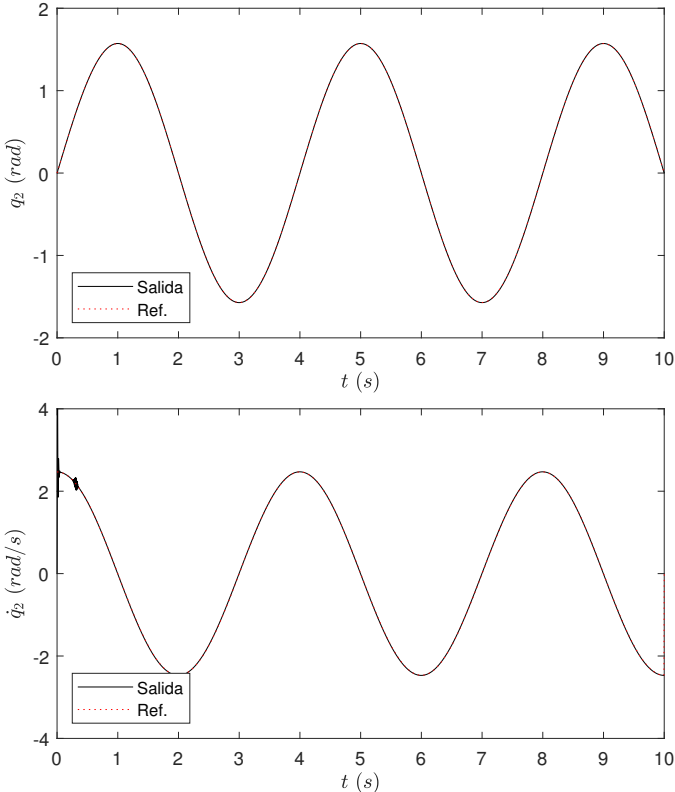 2
1
0
-1
-2
q₂ (rad)
Salida
Ref.
0 1 2 3 4 5 6 7 8 9 10
t (s)
4
2
0
-2
-4
q̇₂ (rad/s)
Salida
Ref.
0 1 2 3 4 5 6 7 8 9 10
t (s)